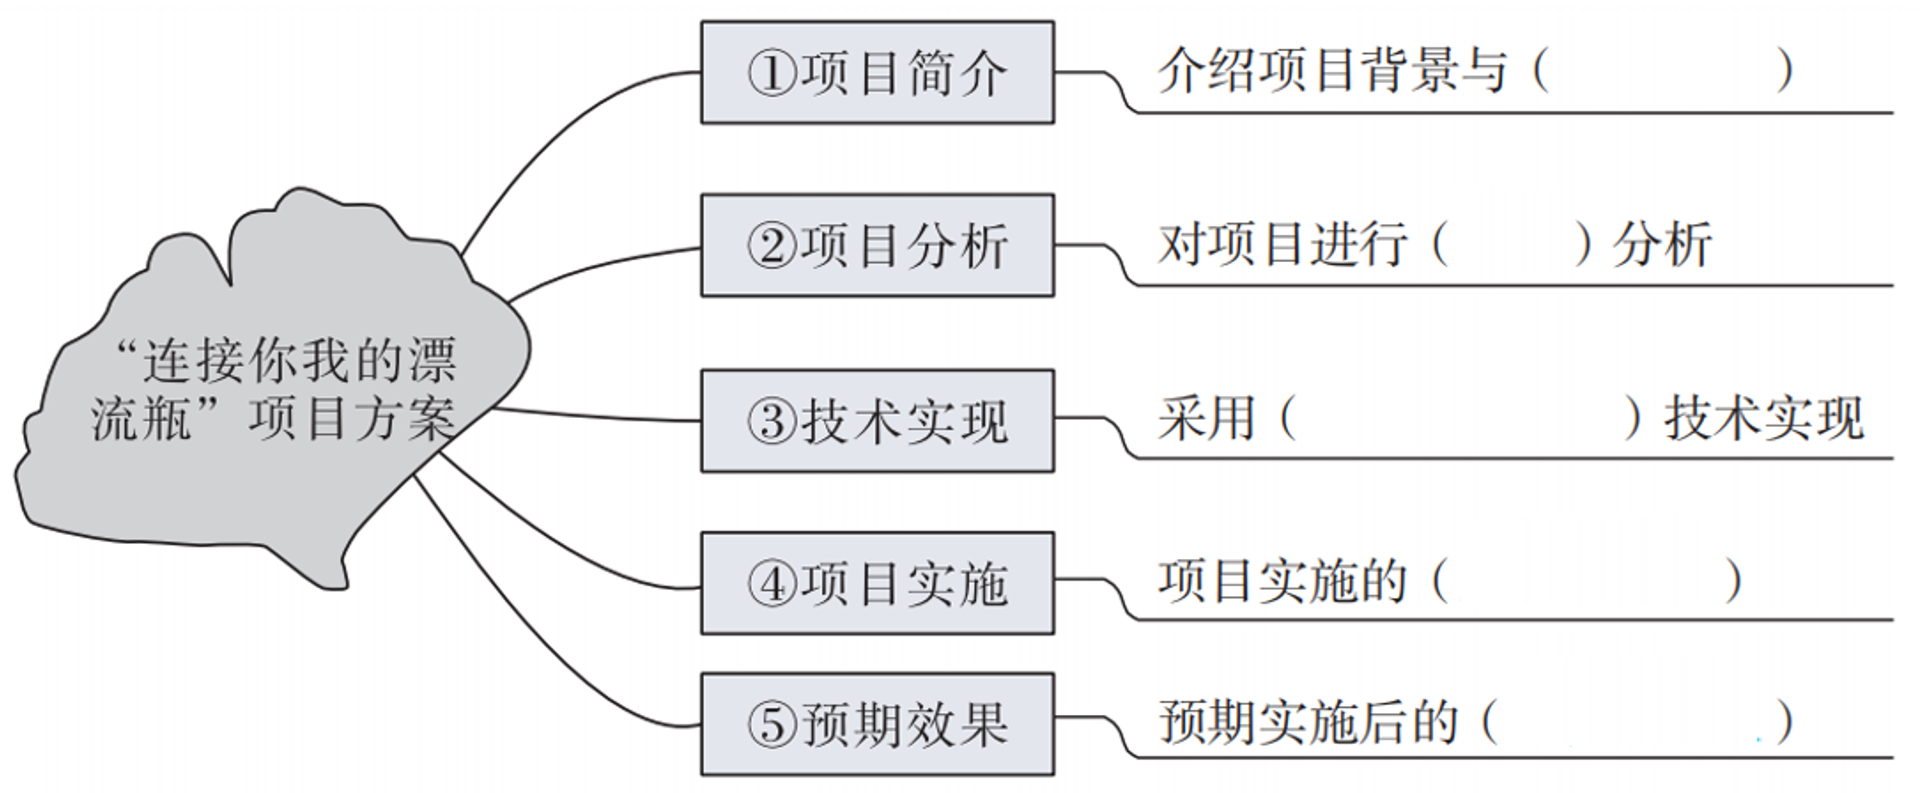 “连接你我的漂
流瓶”项目方案
①项目简介
介绍项目背景与（ ）
②项目分析
对项目进行（ ）分析
③技术实现
采用（ ）技术实现
④项目实施
项目实施的（ ）
⑤预期效果
预期实施后的（ ）